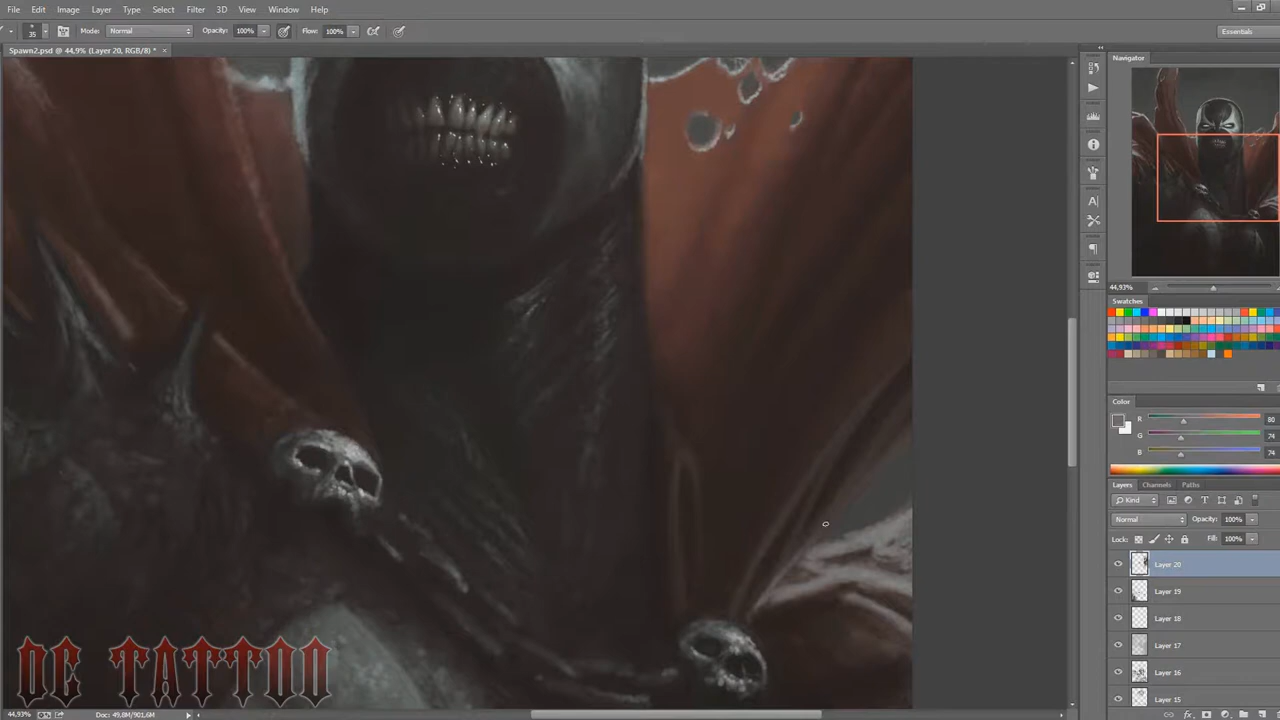 File Edit Image Layer Type Select Filter 3D View Window Help
35 Mode: Normal Opacity: 100% Flow: 100% Essentials
Spawn2.psd @ 44,9% (Layer 20, RGB/8) * ×
Navigator
44,93%
Swatches
Color
R 80
G 74
B 74
Layers Channels Paths
Kind
Normal Opacity: 100%
Lock: Fill: 100%
Layer 20
Layer 19
Layer 18
Layer 17
Layer 16
Layer 15
DC TATTOO
44,93% Doc: 49,8M/901,6M